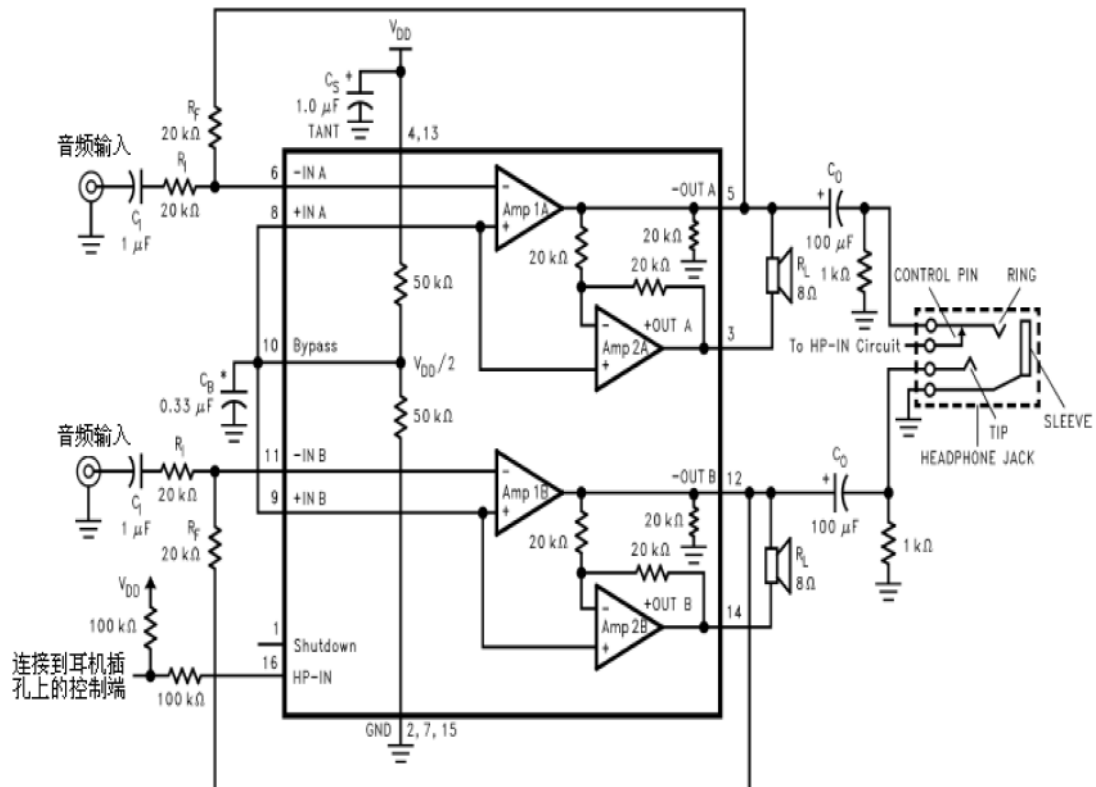 V_DD
C_S +
1.0 µF
TANT
4,13
R_F
20 kΩ
音频输入
R_I
C_I
1 µF
20 kΩ
6 -IN A
8 +IN A
Amp 1A
-
+
-OUT A 5
20 kΩ
20 kΩ
20 kΩ
+ C_O
100 µF
1 kΩ
R_L
8Ω
50 kΩ
Amp 2A
-
+
+OUT A
3
CONTROL PIN
RING
To HP-IN Circuit
SLEEVE
TIP
HEADPHONE JACK
10 Bypass
V_DD/2
C_B *
0.33 µF
50 kΩ
音频输入
R_I
C_I
1 µF
20 kΩ
11 -IN B
9 +IN B
R_F
20 kΩ
Amp 1B
-
+
-OUT B 12
20 kΩ
20 kΩ
20 kΩ
+ C_O
100 µF
1 kΩ
R_L
8Ω
Amp 2B
-
+
+OUT B
14
V_DD
100 kΩ
1
Shutdown
连接到耳机插
孔上的控制端
16
HP-IN
100 kΩ
GND 2,7,15